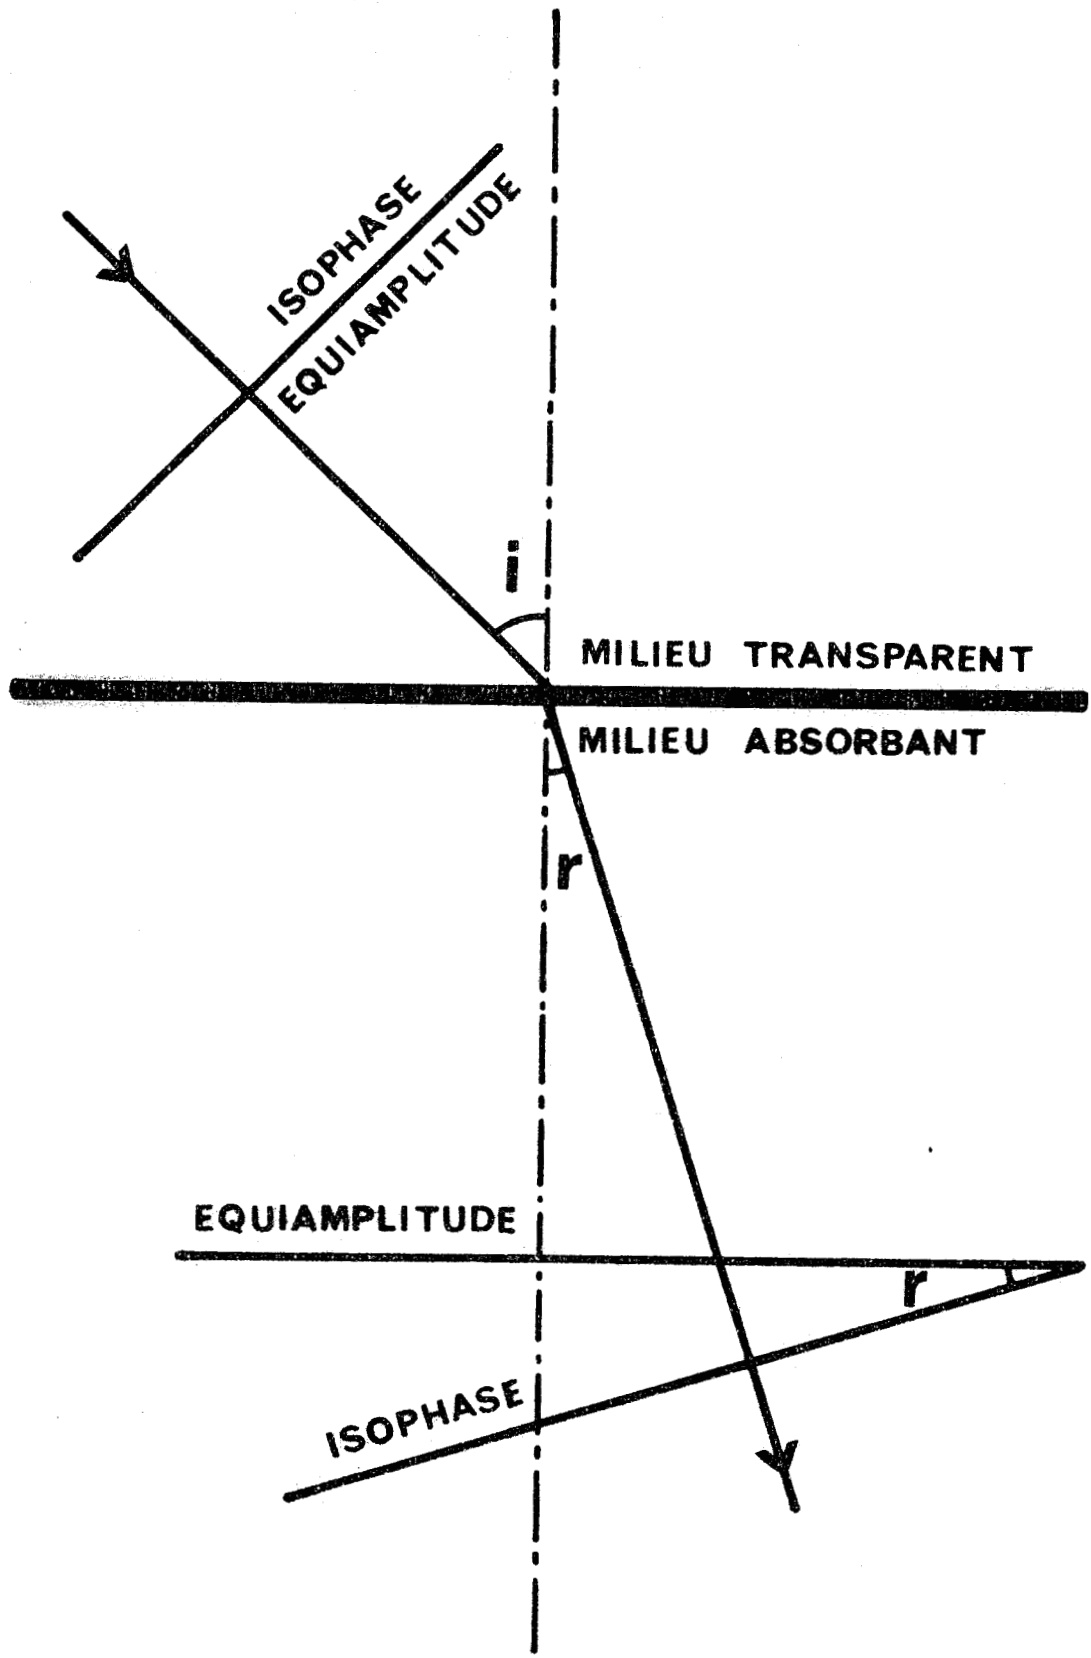 ISOPHASE
EQUIAMPLITUDE
i
MILIEU TRANSPARENT
MILIEU ABSORBANT
r
EQUIAMPLITUDE
r
ISOPHASE